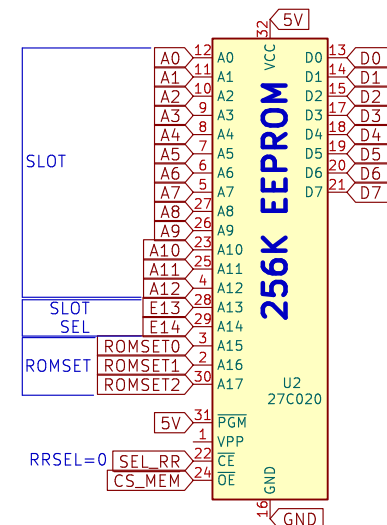 5V
32
VCC
A0 12 A0 D0 13 D0
A1 11 A1 D1 14 D1
A2 10 A2 D2 15 D2
A3 9 A3 D3 17 D3
A4 8 A4 D4 18 D4
A5 7 A5 D5 19 D5
SLOT
A6 6 A6 D6 20 D6
A7 5 A7 D7 21 D7
A8 27 A8
A9 26 A9
A10 23 A10
A11 25 A11
A12 4 A12
256K EEPROM
SLOT
SEL
E13 28 A13
E14 29 A14
ROMSET
ROMSET0 3 A15
ROMSET1 2 A16
ROMSET2 30 A17
U2
27C020
5V 31 PGM
1 VPP
RRSEL=0
SEL_RR 22 CE
CS_MEM 24 OE
GND
16
GND